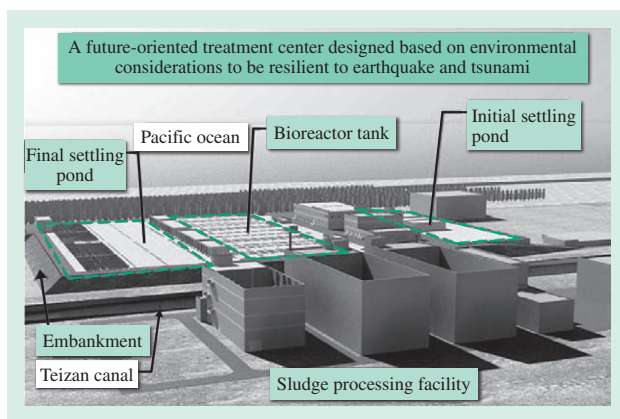 A future-oriented treatment center designed based on environmental
considerations to be resilient to earthquake and tsunami
Initial settling
pond
Pacific ocean
Bioreactor tank
Final settling
pond
Embankment
Teizan canal
Sludge processing facility